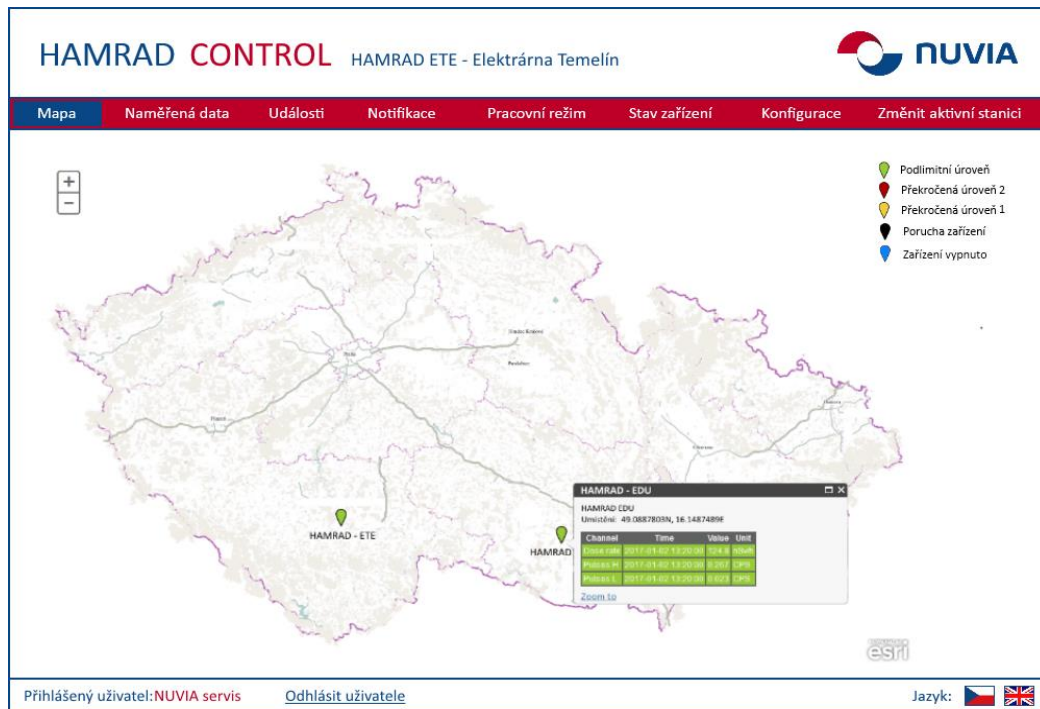 HAMRAD CONTROL HAMRAD ETE - Elektrárna Temelín
NUVIA
Mapa Naměřená data Události Notifikace Pracovní režim Stav zařízení Konfigurace Změnit aktivní stanici
+
−
Podlimitní úroveň
Překročená úroveň 2
Překročená úroveň 1
Porucha zařízení
Zařízení vypnuto
HAMRAD - ETE
HAMRAD
HAMRAD - EDU
HAMRAD EDU
Umístění: 49.0887803N, 16.1487489E
Channel Time Value Unit
Dose rate 2017-01-02 13:20:00 124.8 nSv/h
Pulses H 2017-01-02 13:20:00 0.267 CPS
Pulses L 2017-01-02 13:20:00 0.023 CPS
Zoom to
esri
Přihlášený uživatel:NUVIA servis Odhlásit uživatele Jazyk: